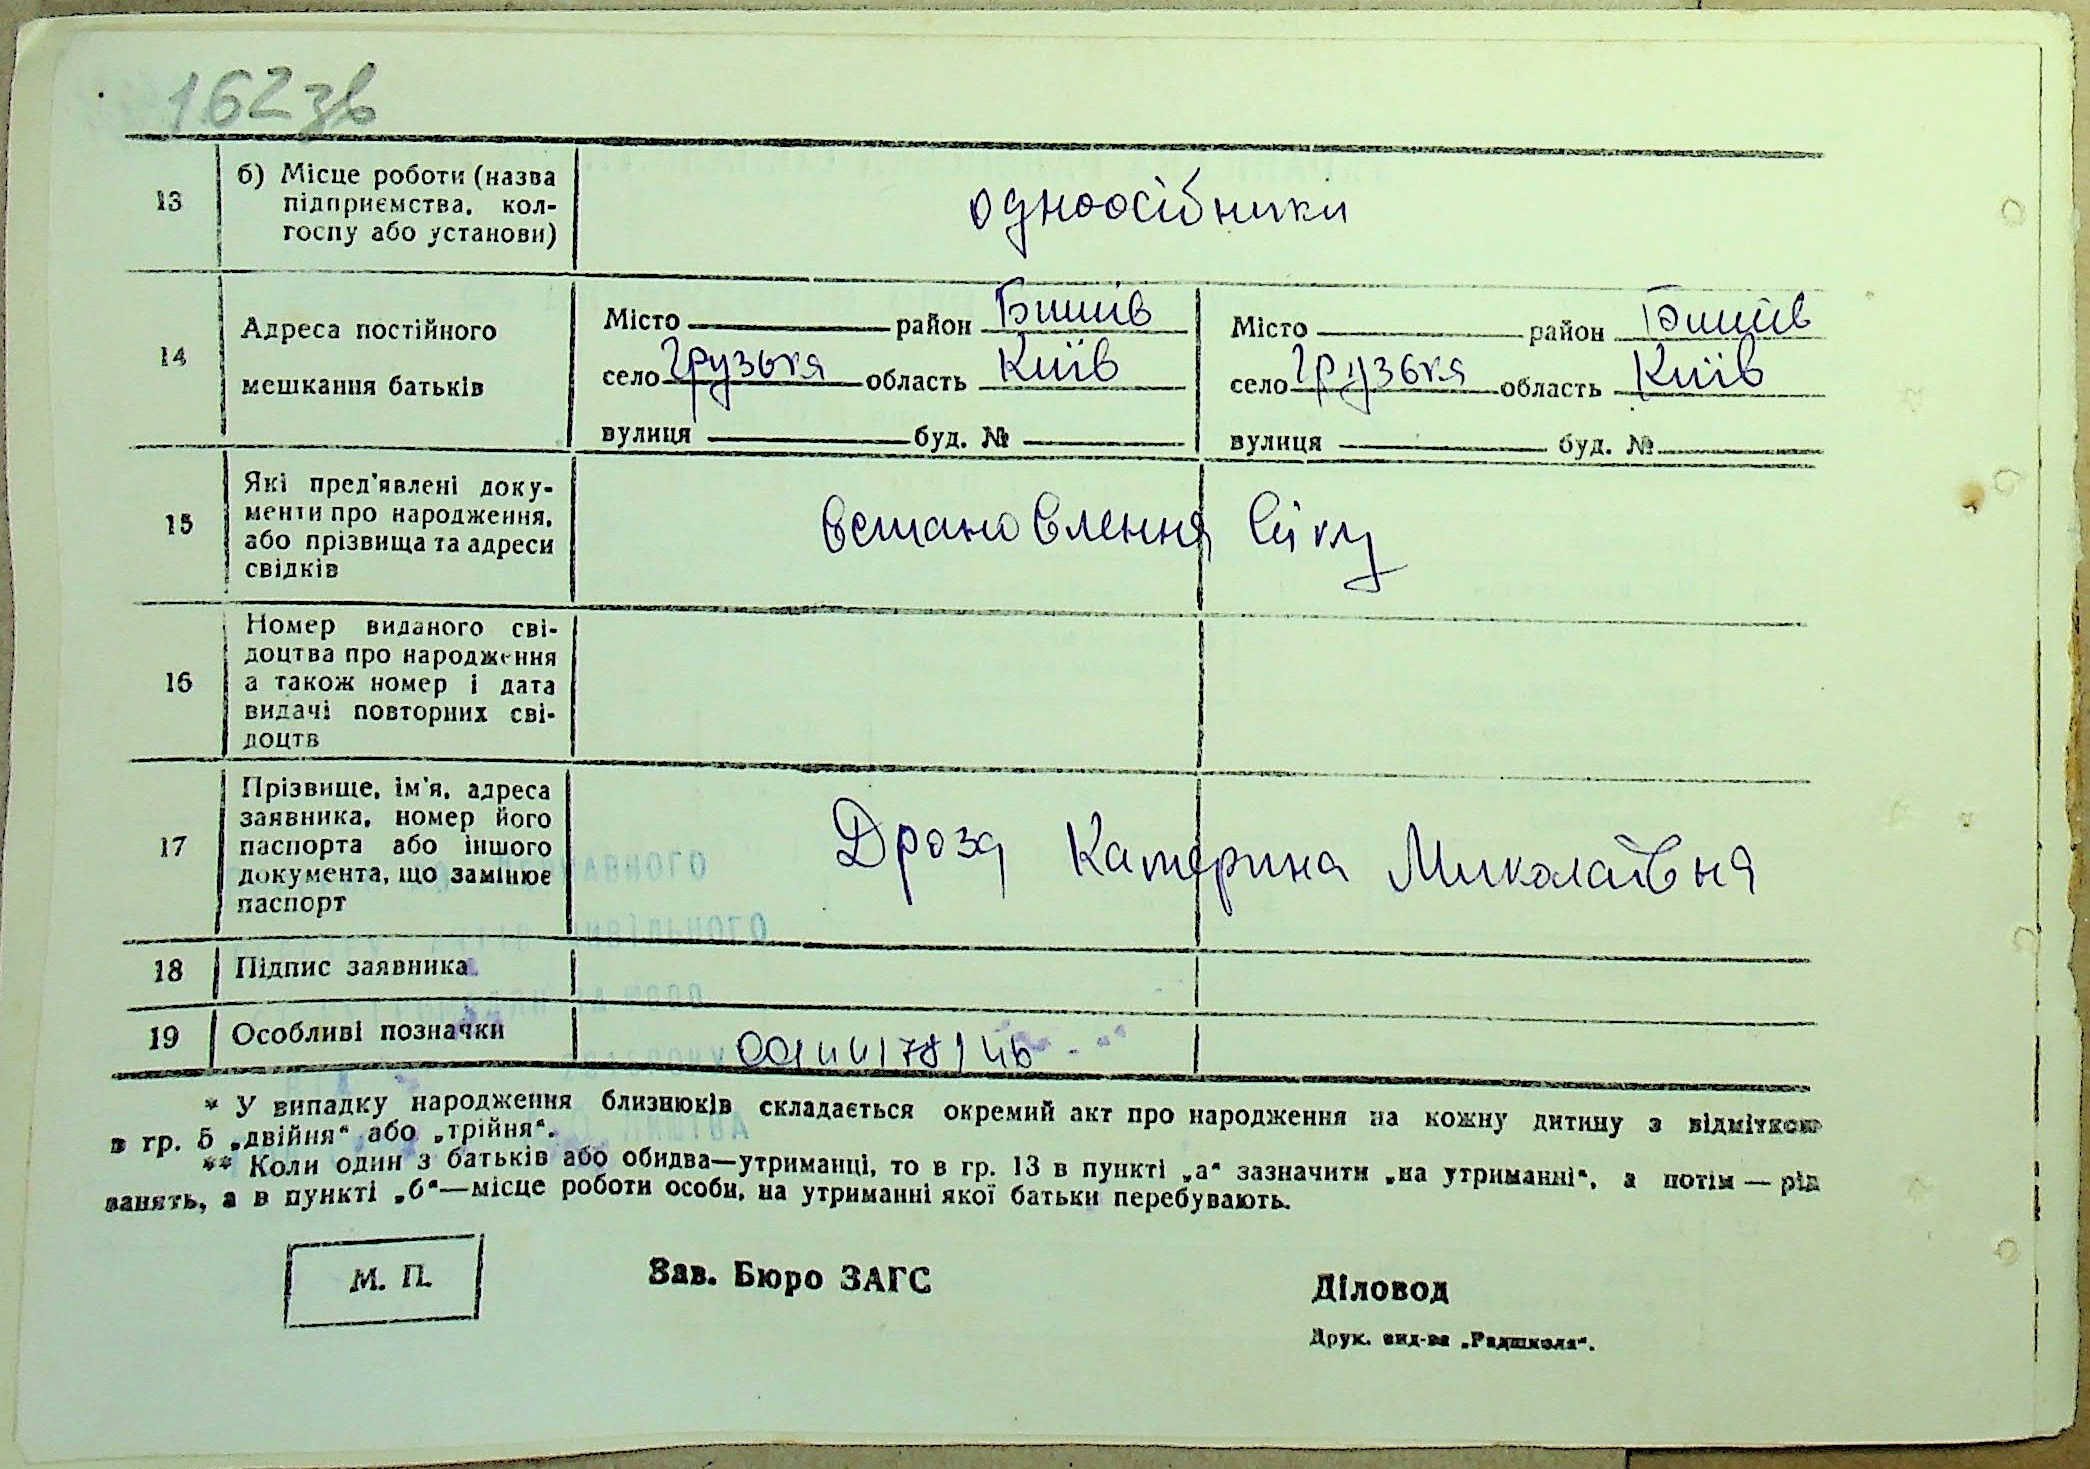 162зв
13
б) Місце роботи (назва
підприємства, кол-
госпу або установи)
одноосібники
14
Адреса постійного
мешкання батьків
Місто район Бишів
село Грузька область Київ
вулиця буд. №
Місто район Бишів
село Грузька область Київ
вулиця буд. №
15
Які пред'явлені доку-
менти про народження,
або прізвища та адреси
свідків
встановлення віку
16
Номер виданого сві-
доцтва про народження
а також номер і дата
видачі повторних сві-
доцтв
17
Прізвище, ім'я, адреса
заявника, номер його
паспорта або іншого
документа, що замінює
паспорт
Дрозд Катерина Миколаївня
18
Підпис заявника
19
Особливі позначки
* У випадку народження близнюків складається окремий акт про народження на кожну дитину з відміткою
в гр. 5 „двійня“ або „трійня“.
** Коли один з батьків або обидва—утриманці, то в гр. 13 в пункті „а“ зазначити „на утриманні“, а потім — рід
занять, а в пункті „б“—місце роботи особи, на утриманні якої батьки перебувають.
М. П.
Зав. Бюро ЗАГС
Діловод
Друк. вид-ва „Радшкола“.